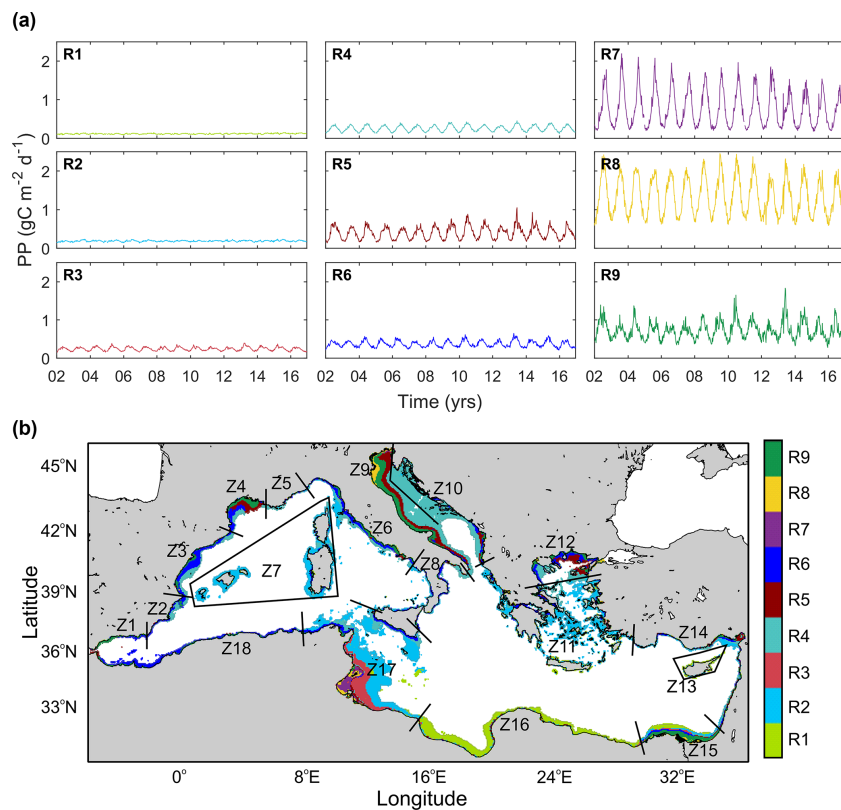 (a)
R1
R4
R7
R2
R5
R8
R3
R6
R9
PP (gC m⁻² d⁻¹)
2
1
0
2
1
0
2
1
0
02 04 06 08 10 12 14 16
02 04 06 08 10 12 14 16
02 04 06 08 10 12 14 16
Time (yrs)
(b)
45°N
42°N
39°N
36°N
33°N
Latitude
Z9
Z5
Z4
Z10
Z6
Z12
Z3
Z8
Z7
Z2
Z1
Z14
Z18
Z11
Z17
Z13
Z16
Z15
0°
8°E
16°E
24°E
32°E
Longitude
R9
R8
R7
R6
R5
R4
R3
R2
R1